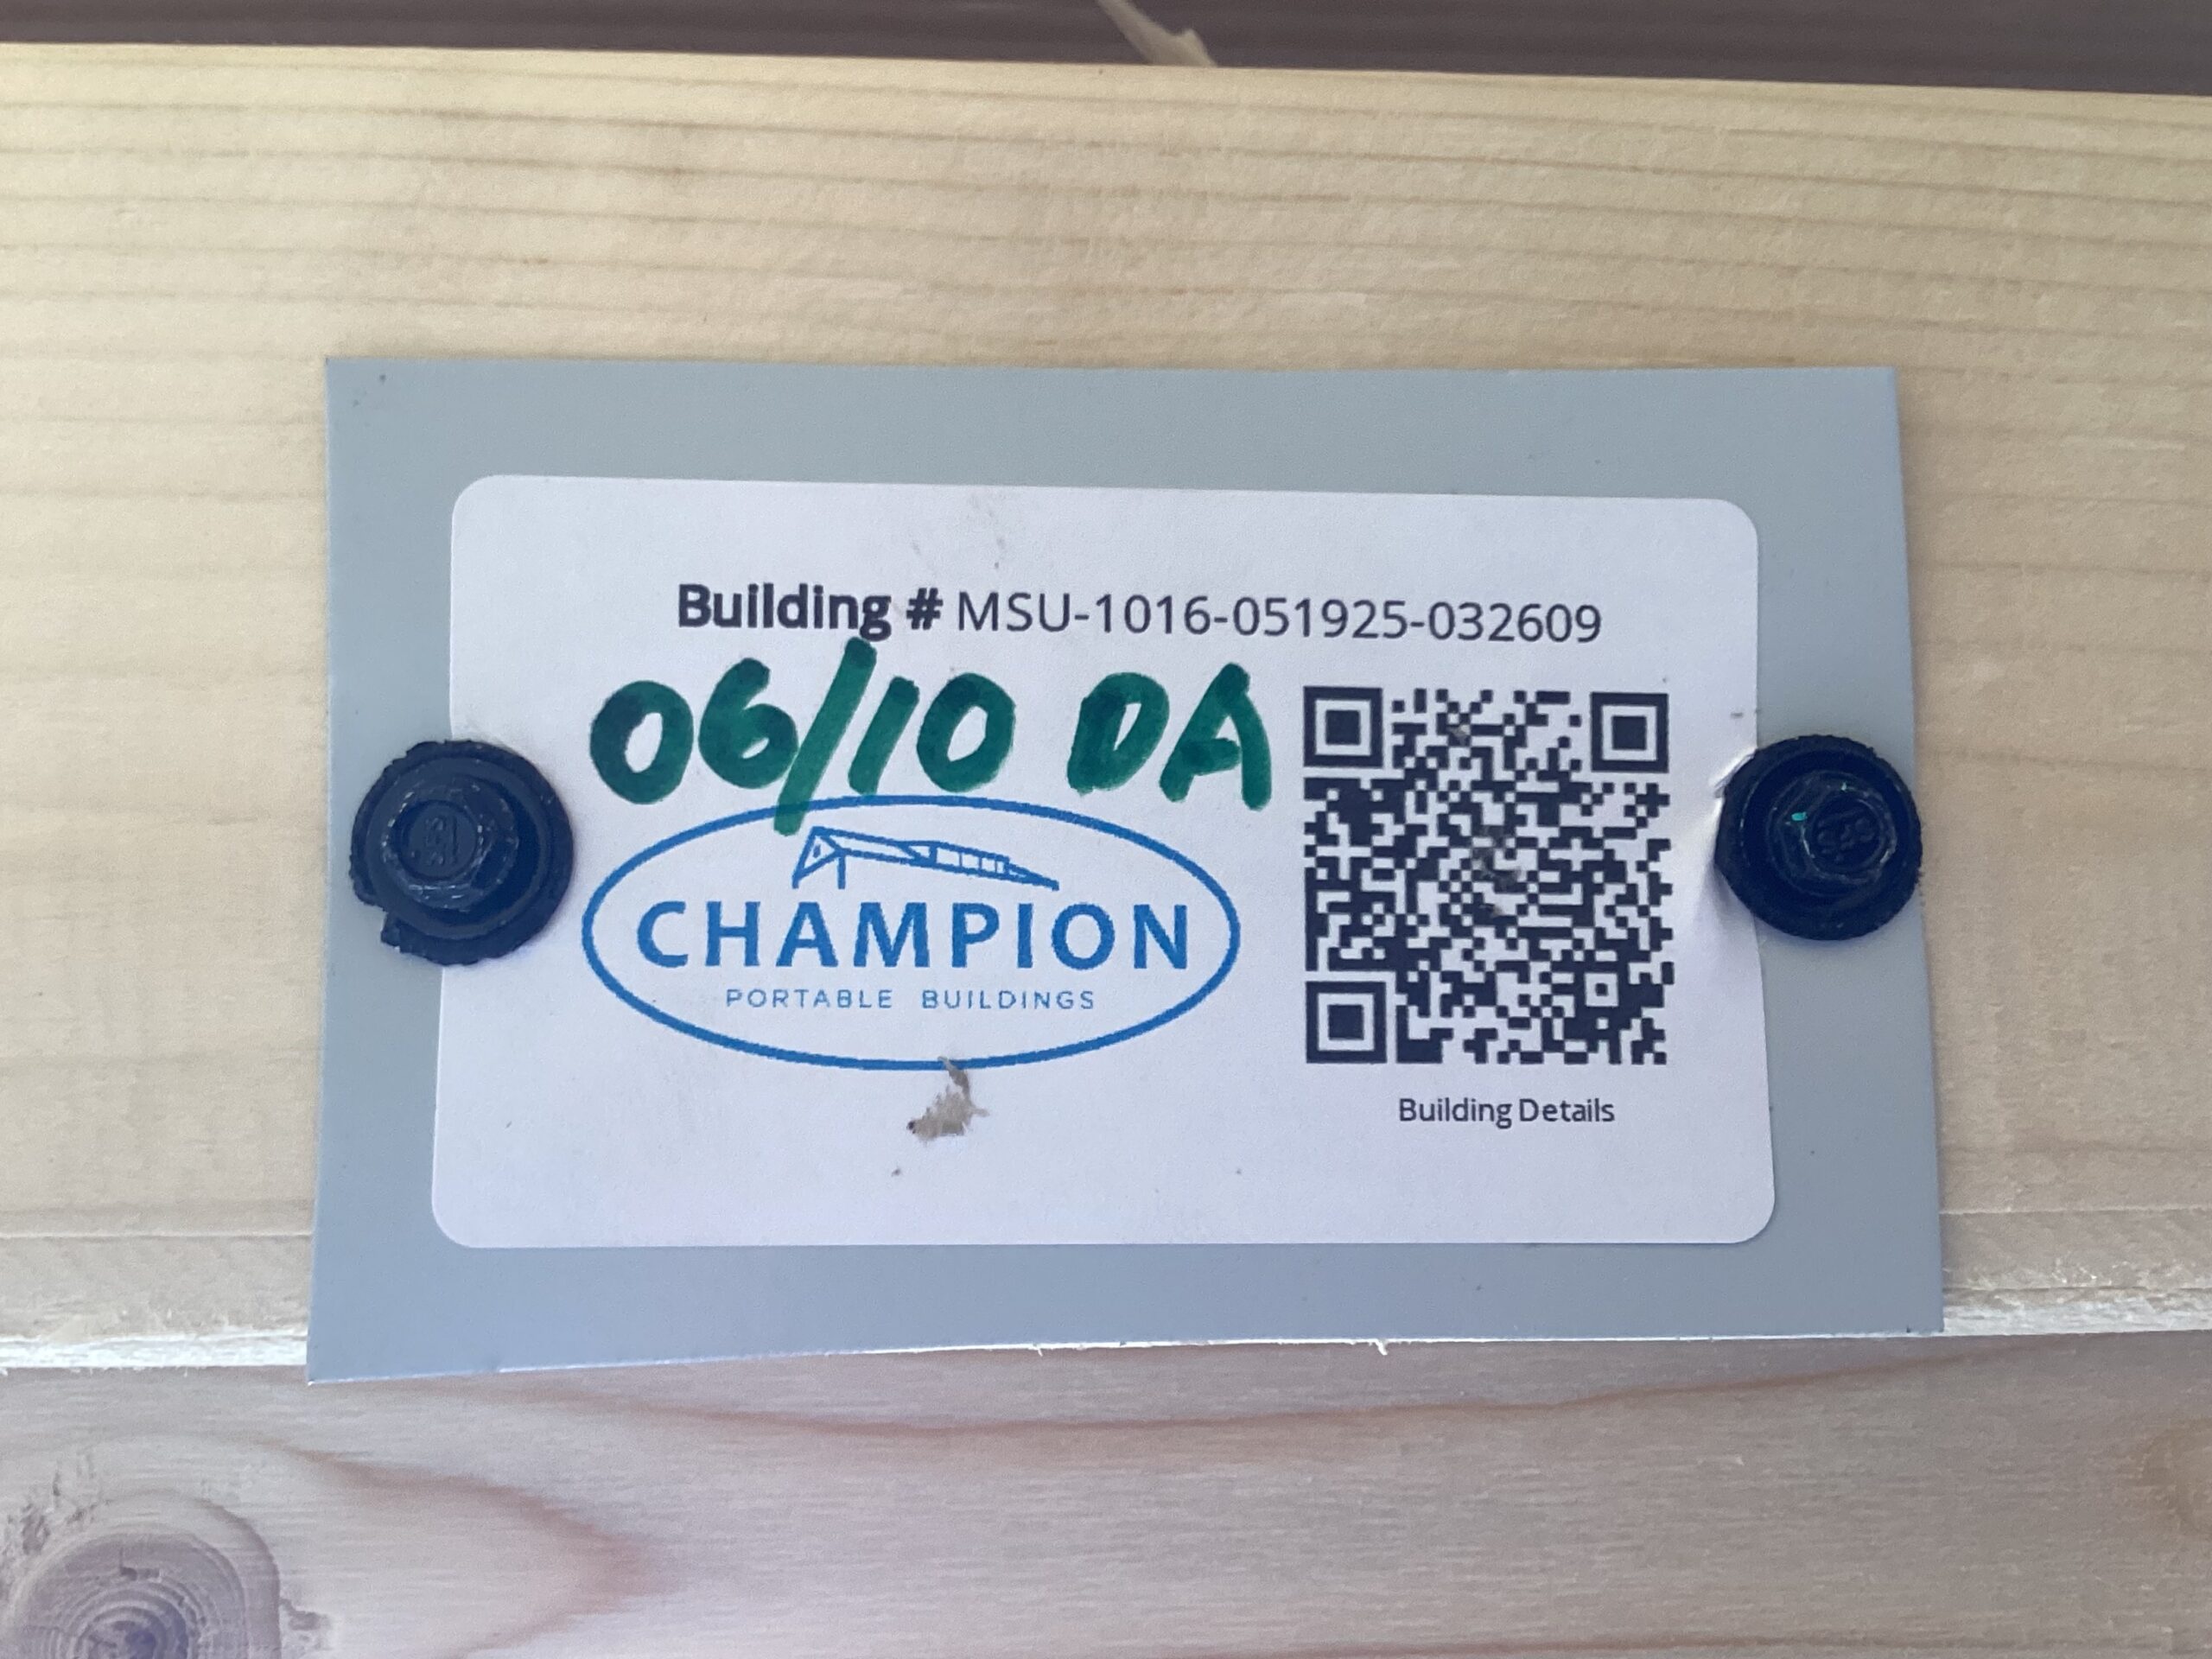 Building # MSU-1016-051925-032609
06/10 DA
CHAMPION
PORTABLE BUILDINGS
Building Details